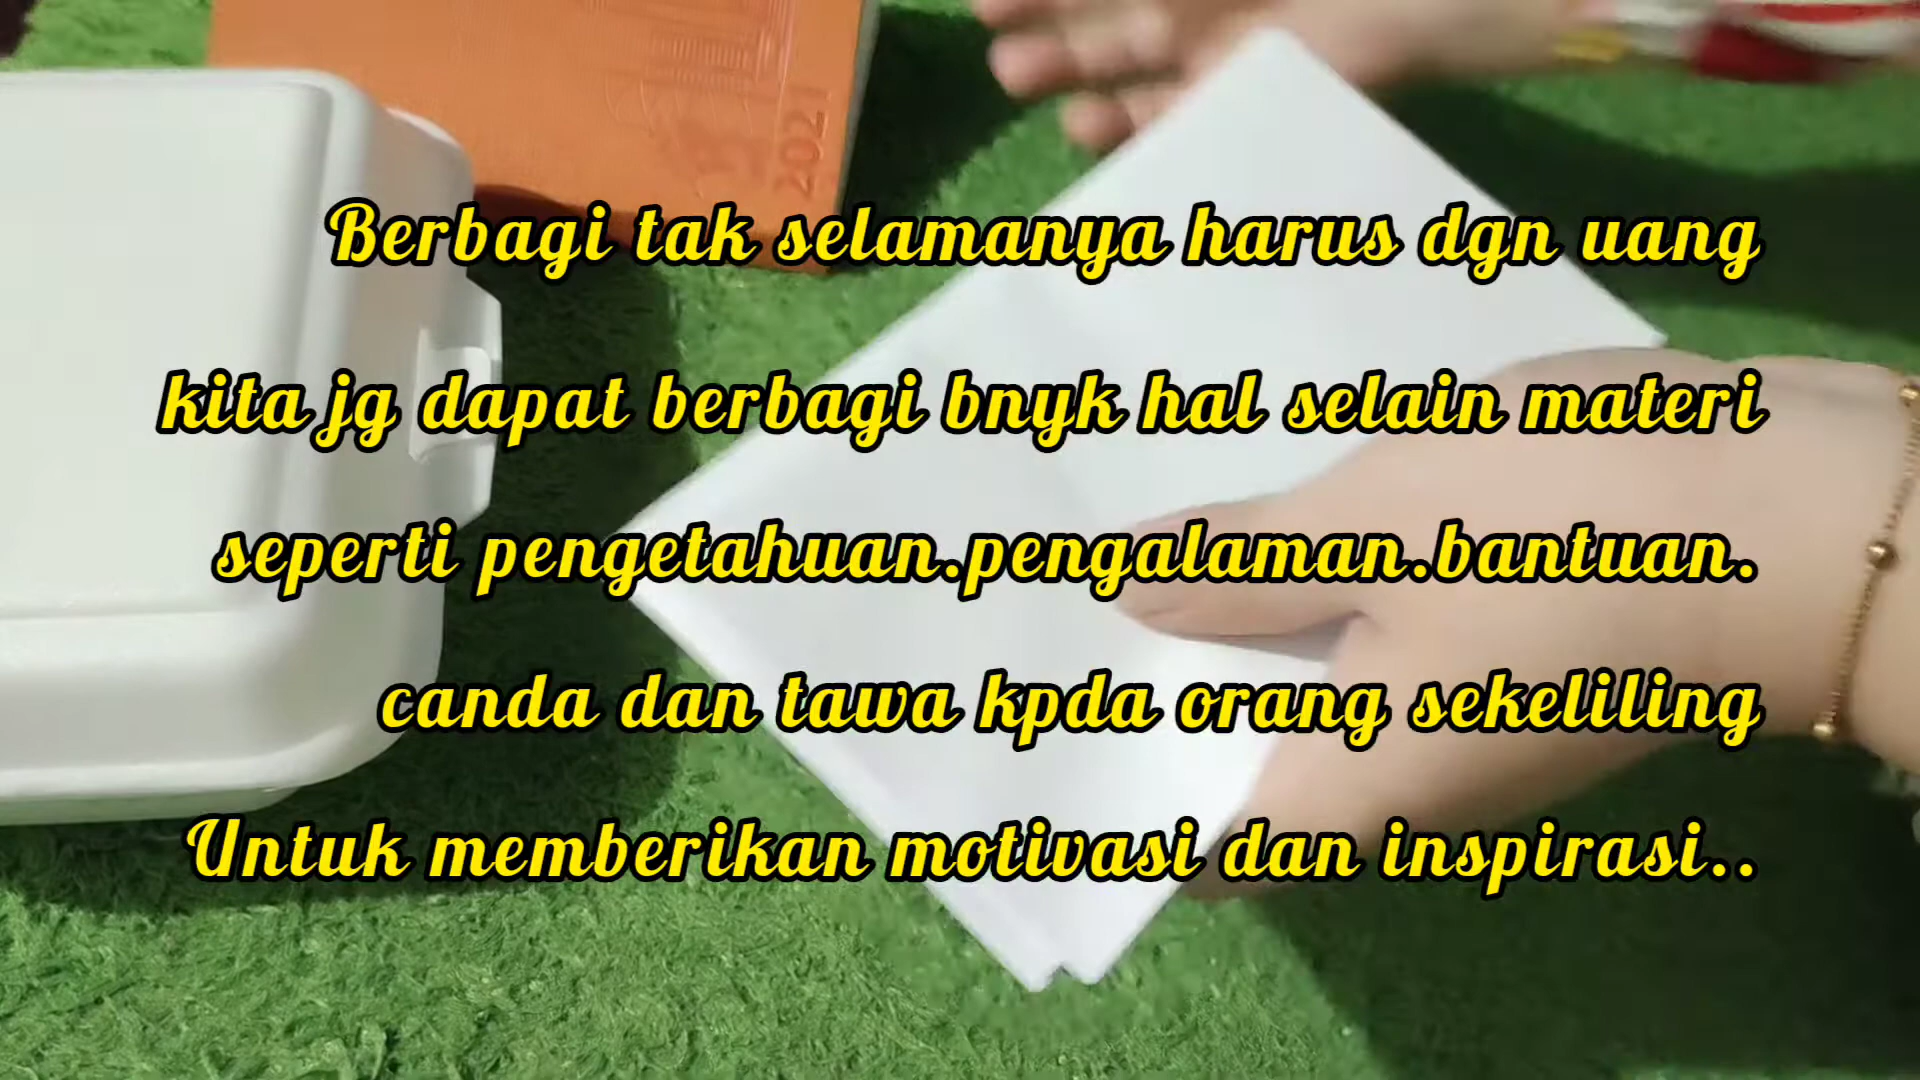 2021
Berbagi tak selamanya harus dgn uang
kita jg dapat berbagi bnyk hal selain materi
seperti pengetahuan.pengalaman.bantuan.
canda dan tawa kpda orang sekeliling
Untuk memberikan motivasi dan inspirasi..